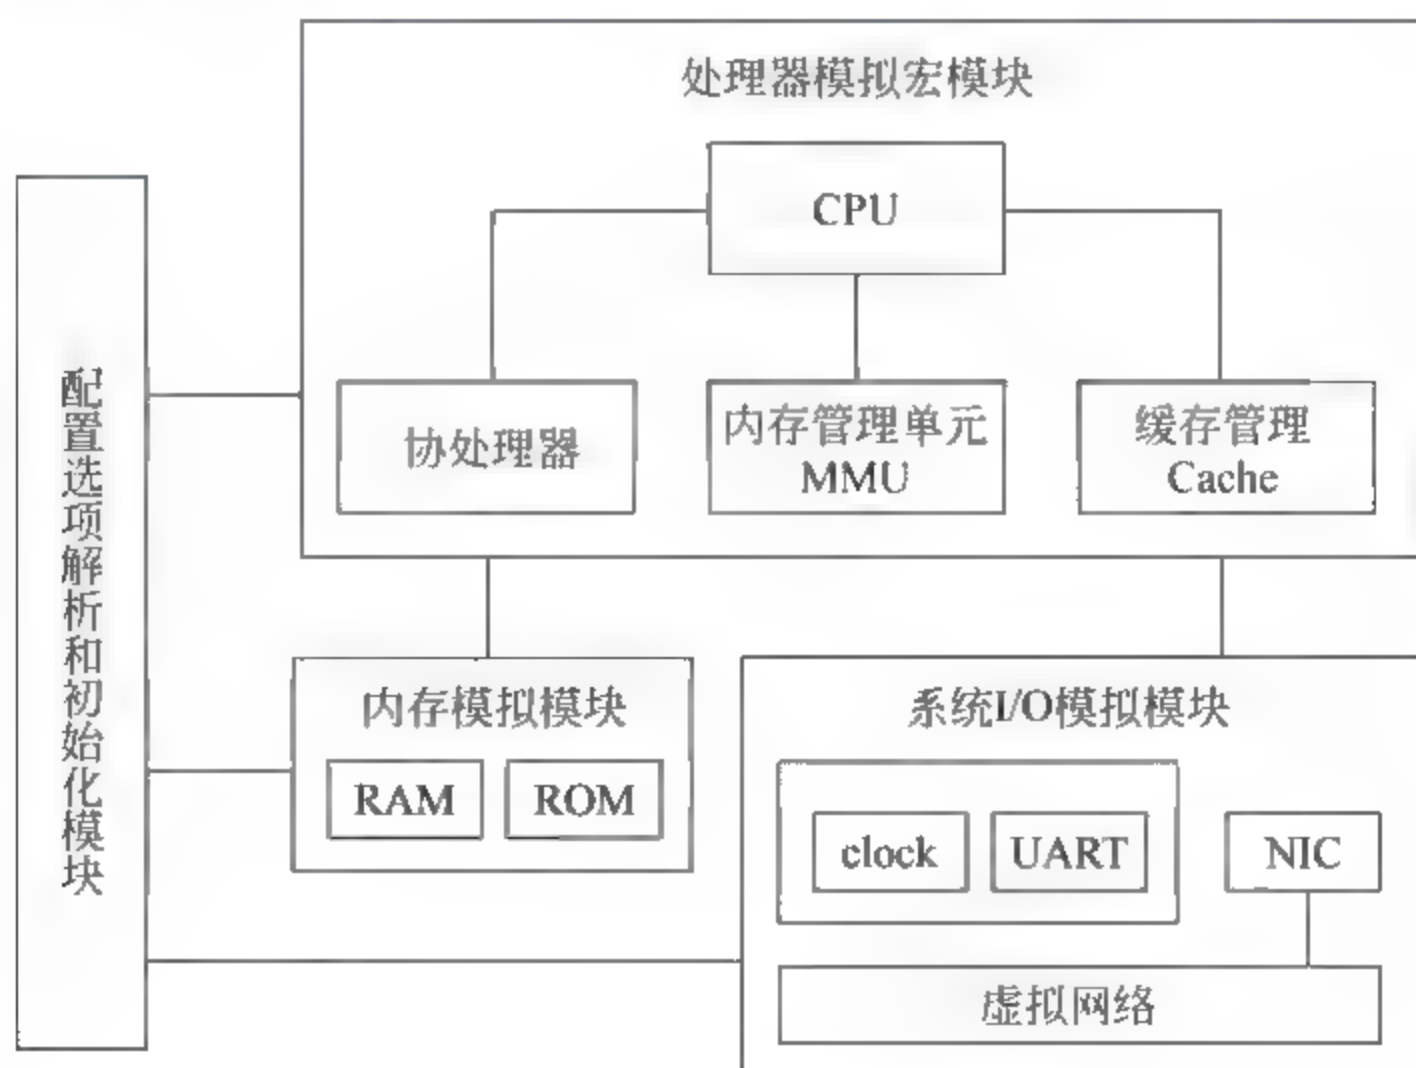 处理器模拟宏模块
CPU
协处理器
内存管理单元
MMU
缓存管理
Cache
配置选项解析和初始化模块
内存模拟模块
RAM
ROM
系统I/O模拟模块
clock
UART
NIC
虚拟网络